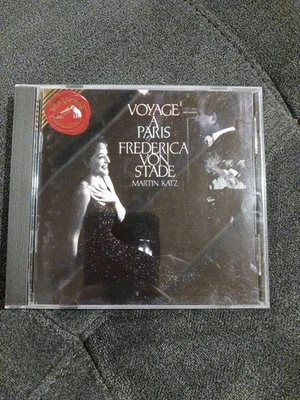 VOYAGE
À
PARIS
FREDERICA
VON
STADE
MARTIN KATZ